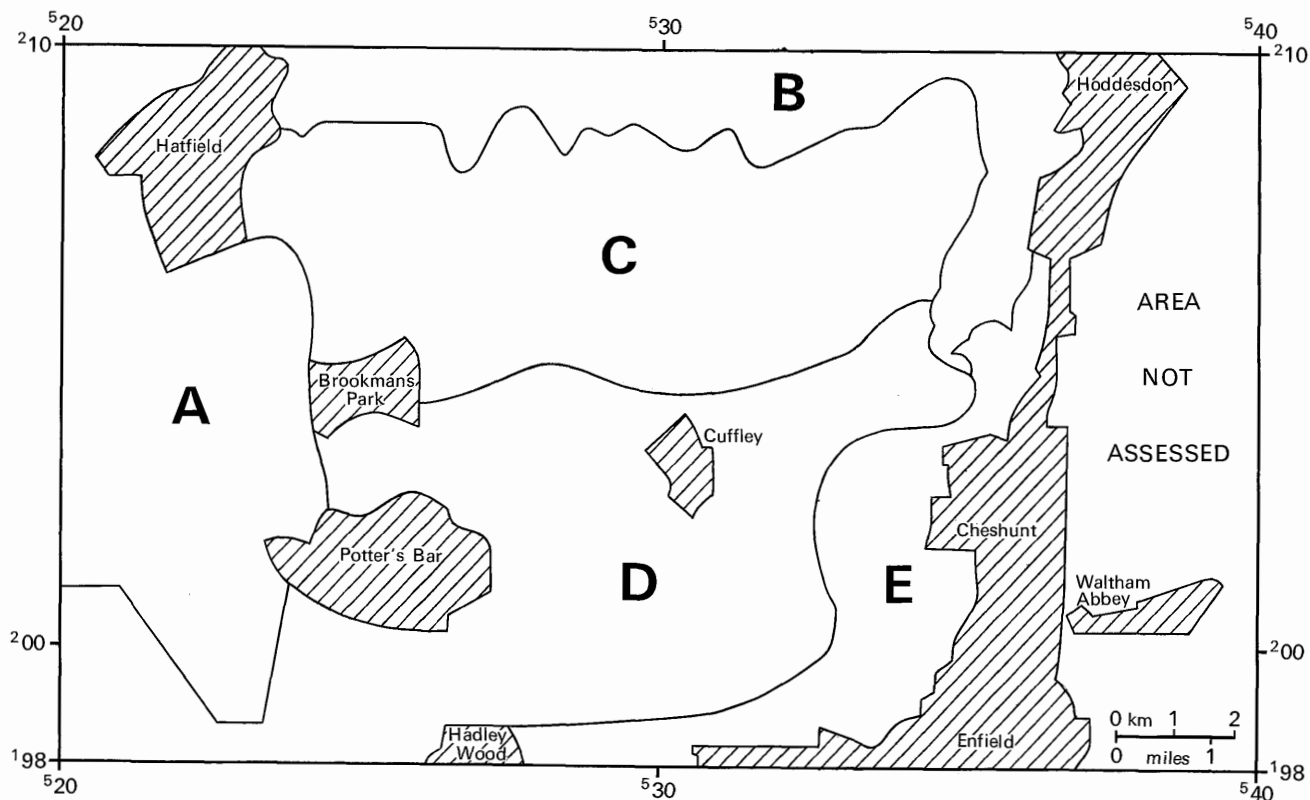 520 530 540
210 210
B
Hoddesdon
Hatfield
C
AREA
NOT
ASSESSED
Brookmans
Park
A
Cuffley
Cheshunt
Potter's Bar
D
E
Waltham
Abbey
200 200
0 km 1 2
0 miles 1
Hadley
Wood
Enfield
198 198
520 530 540